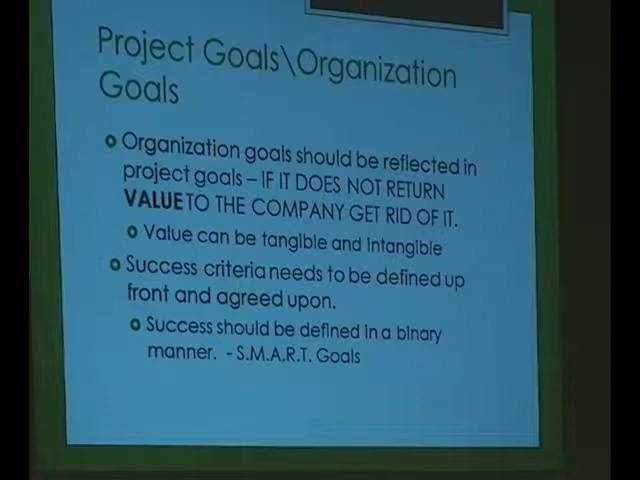 Project Goals\Organization
Goals
Organization goals should be reflected in
project goals – IF IT DOES NOT RETURN
VALUE TO THE COMPANY GET RID OF IT.
Value can be tangible and intangible
Success criteria needs to be defined up
front and agreed upon.
Success should be defined in a binary
manner. - S.M.A.R.T. Goals